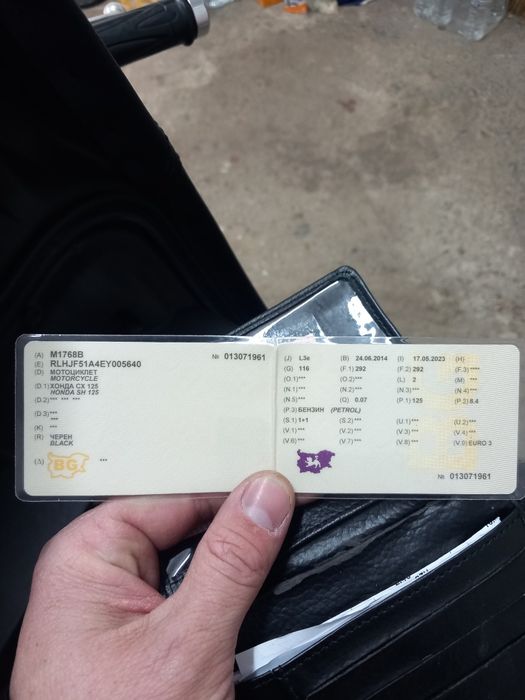 (A) M1768B № 013071961
(E) RLHJF51A4EY005640
(D) МОТОЦИКЛЕТ
MOTORCYCLE
(D.1) ХОНДА СХ 125
HONDA SH 125
(D.2) *** *** ***
(D.3) ***
***
(K) ***
(R) ЧЕРЕН
BLACK
(Δ) BG ***
(J) L3e (B) 24.06.2014 (I) 17.05.2023 (H)
(G) 116 (F.1) 292 (F.2) 292 (F.3) ****
(O.1) *** (O.2) *** (L) 2 (M) ***
(N.1) *** (N.2) *** (N.3) *** (N.4) ***
(N.5) *** (Q) 0.07 (P.1) 125 (P.2) 8.4
(P.3) БЕНЗИН (PETROL)
(S.1) 1+1 (S.2) *** (U.1) *** (U.2) ***
(V.1) *** (V.2) *** (V.3) *** (V.4) ***
(V.6) *** (V.7) *** (V.8) *** (V.9) EURO 3
№ 013071961